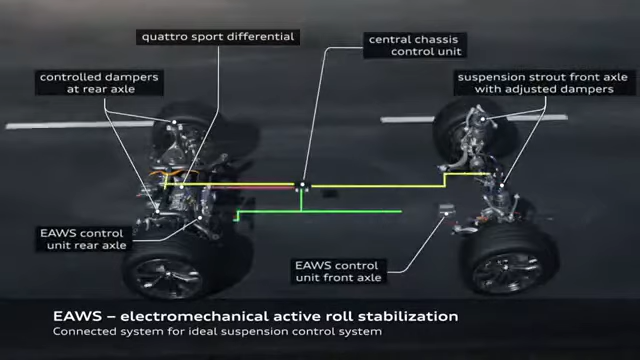 quattro sport differential
central chassis
control unit
controlled dampers
at rear axle
suspension strout front axle
with adjusted dampers
EAWS control
unit rear axle
EAWS control
unit front axle
EAWS – electromechanical active roll stabilization
Connected system for ideal suspension control system